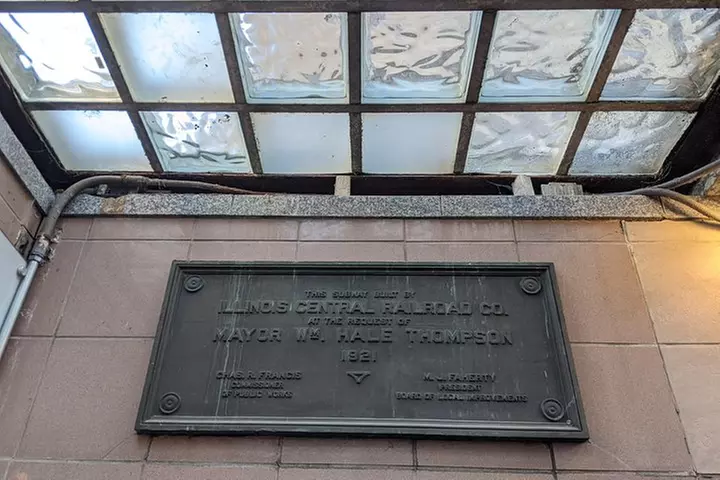 THIS SUBWAY BUILT BY
ILLINOIS CENTRAL RAILROAD CO.
AT THE REQUEST OF
MAYOR WM. HALE THOMPSON
1921
CHAS. R. FRANCIS
COMMISSIONER
OF PUBLIC WORKS
M. J. FAHERTY
PRESIDENT
BOARD OF LOCAL IMPROVEMENTS